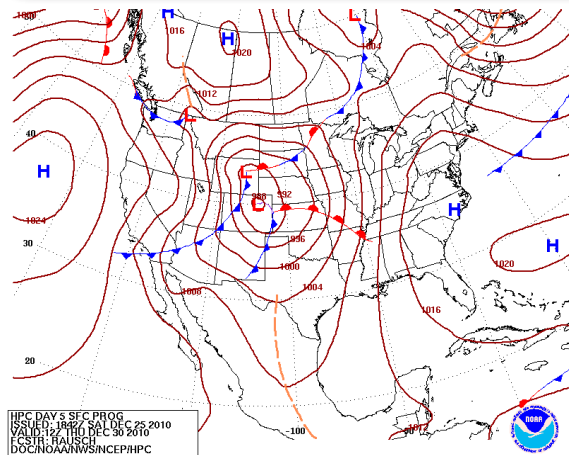 H
L
1016
H
1020
1004
1012
L
40
H
L
988
992
L
H
1024
30
996
H
1020
1000
1004
1008
1016
20
HPC DAY 5 SFC PROG
ISSUED: 1842Z SAT DEC 25 2010
VALID:12Z THU DEC 30 2010
FCSTR: RAUSCH
DOC/NOAA/NWS/NCEP/HPC
-100
1012
NOAA